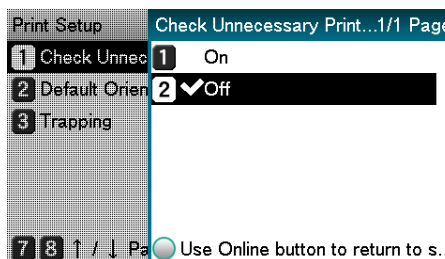 Print Setup
1 Check Unnec
2 Default Orien
3 Trapping
7 8 ↑ / ↓ Pa
Check Unnecessary Print...1/1 Page
1 On
2 ✔Off
Use Online button to return to s.